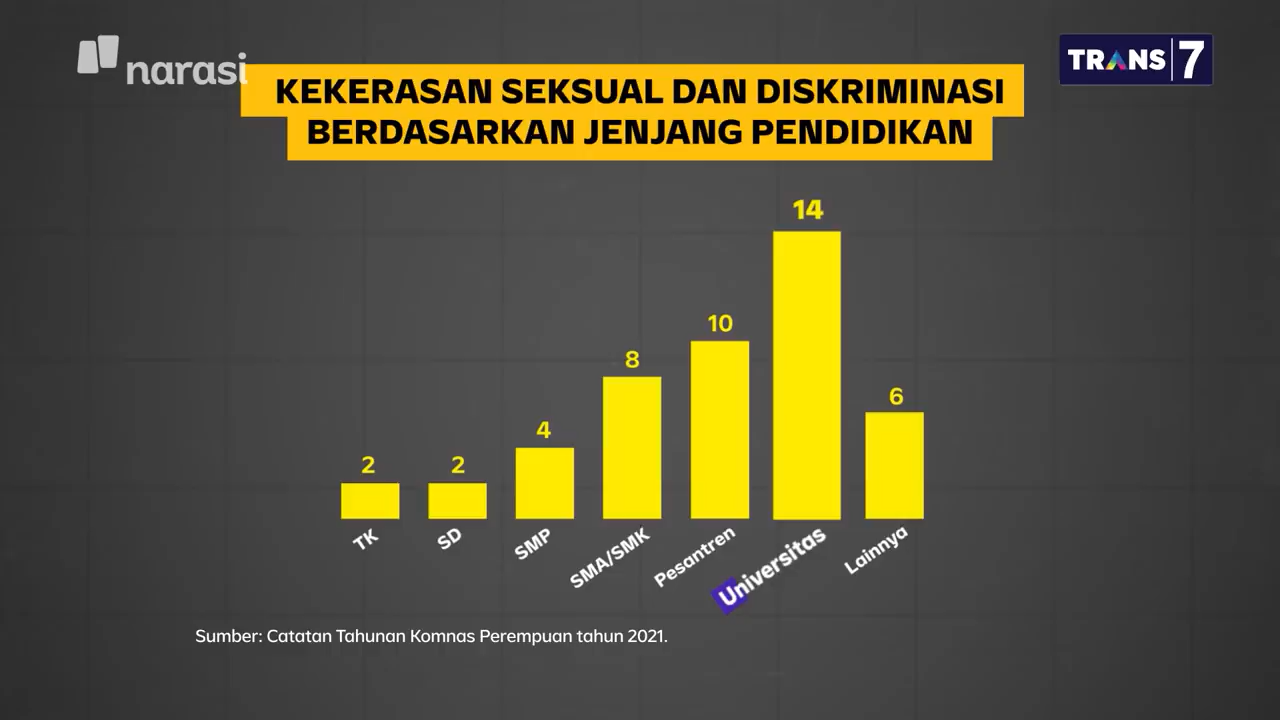 narasi
TRANS 7
KEKERASAN SEKSUAL DAN DISKRIMINASI
BERDASARKAN JENJANG PENDIDIKAN
2
2
4
8
10
14
6
TK
SD
SMP
SMA/SMK
Pesantren
Universitas
Lainnya
Sumber: Catatan Tahunan Komnas Perempuan tahun 2021.